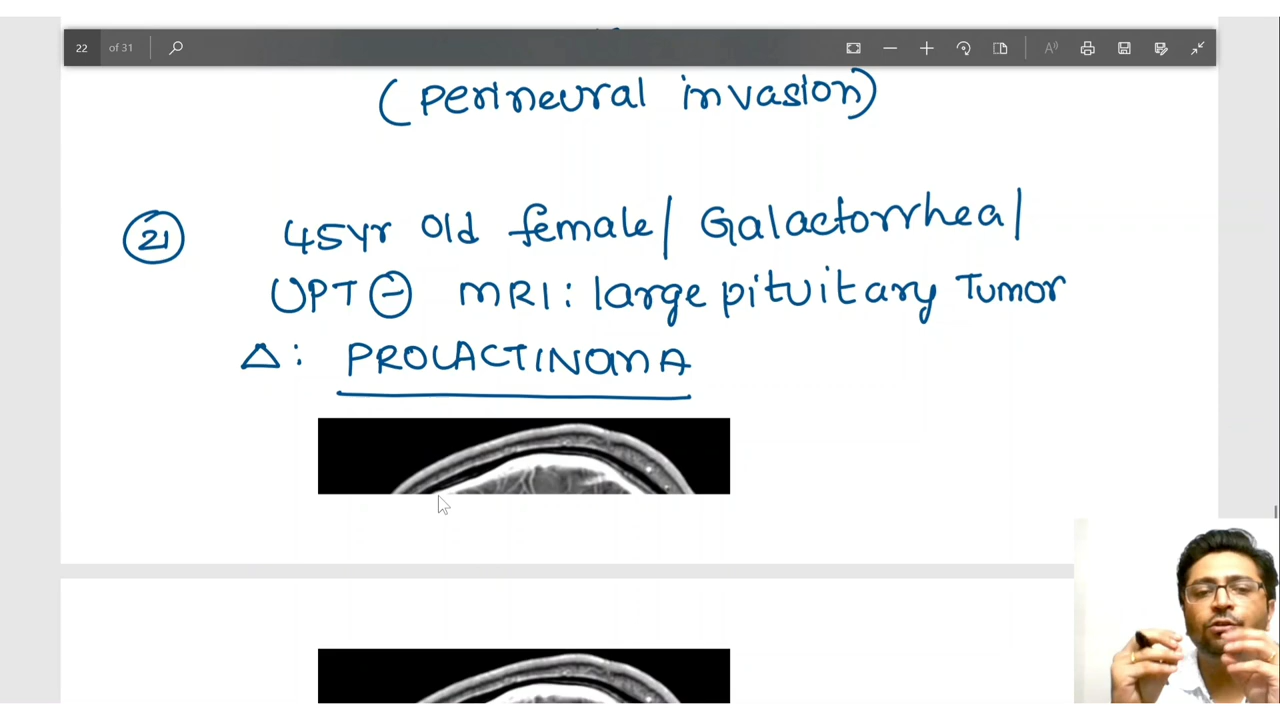 22 of 31
(Perineural invasion)
21 45yr Old female/ Galactorrhea/
UPT - MRI: large pituitary Tumor
Δ: PROLACTINOMA